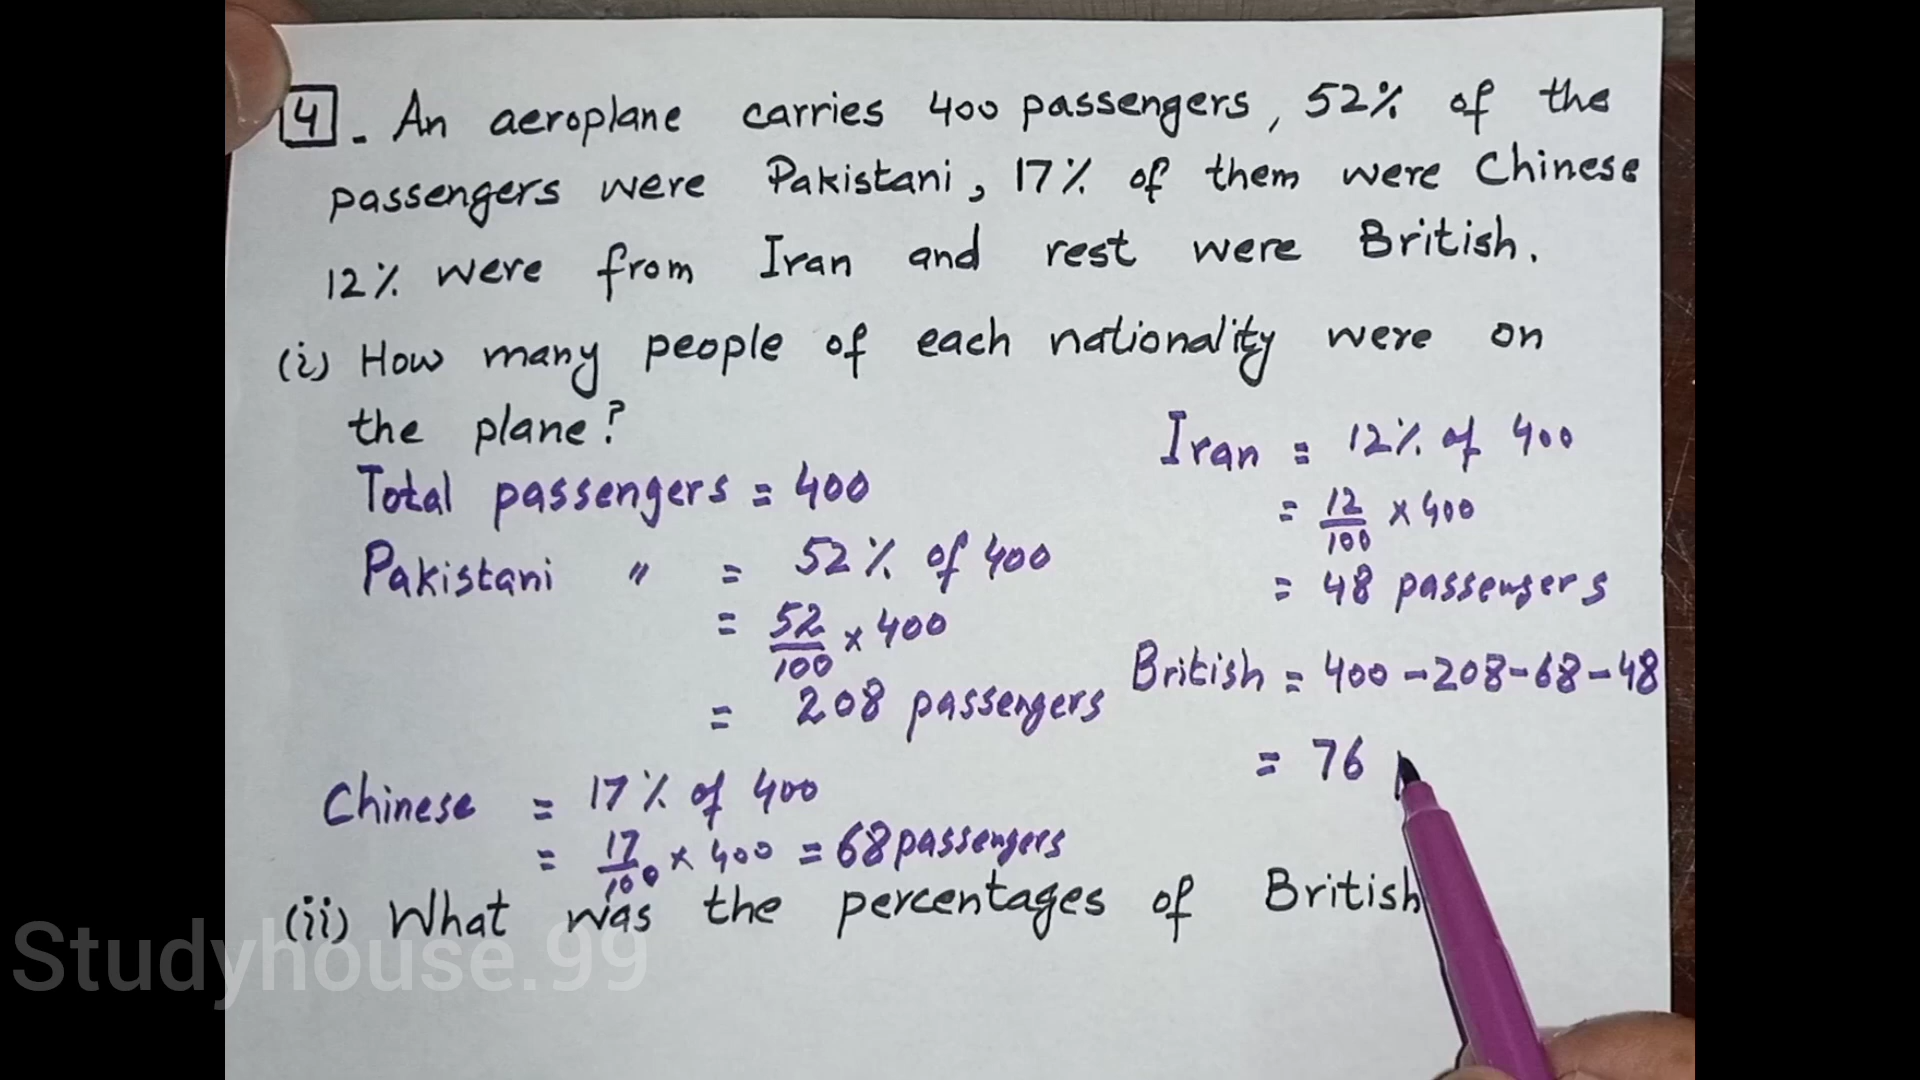 4. An aeroplane carries 400 passengers, 52% of the
passengers were Pakistani, 17% of them were Chinese
12% were from Iran and rest were British.
(i) How many people of each nationality were on
the plane?
Total passengers = 400
Pakistani " = 52% of 400
= 52/100 × 400
= 208 passengers
Chinese = 17% of 400
= 17/100 × 400 = 68 passengers
Iran = 12% of 400
= 12/100 × 400
= 48 passengers
British = 400 - 208 - 68 - 48
= 76
(ii) What was the percentages of British
Studyhouse.99